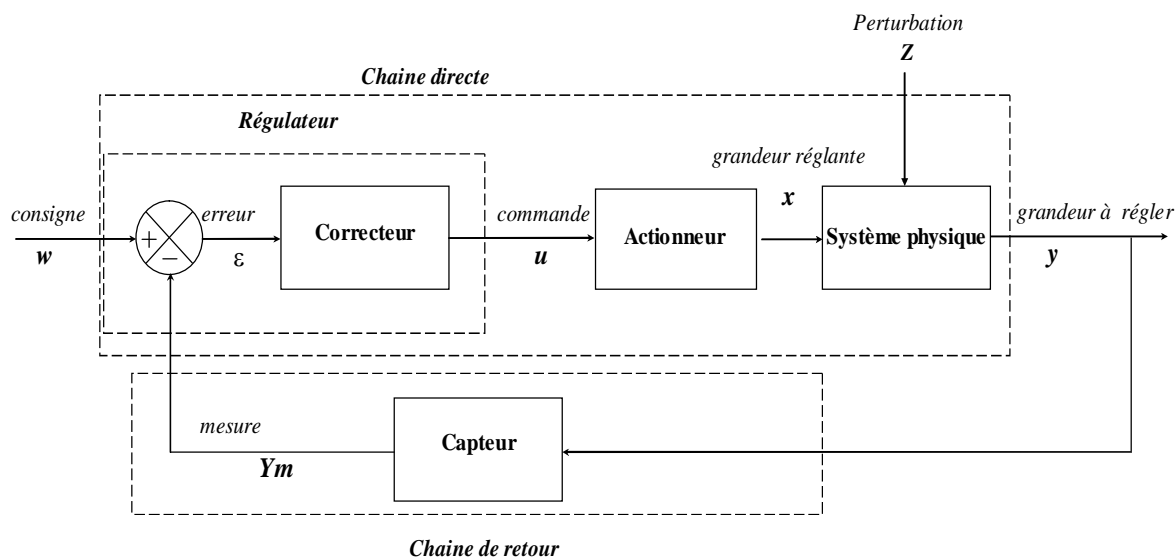 Perturbation
Z
Chaine directe
Régulateur
grandeur réglante
x
consigne
w
+
−
erreur
ε
Correcteur
commande
u
Actionneur
Système physique
grandeur à régler
y
mesure
Ym
Capteur
Chaine de retour